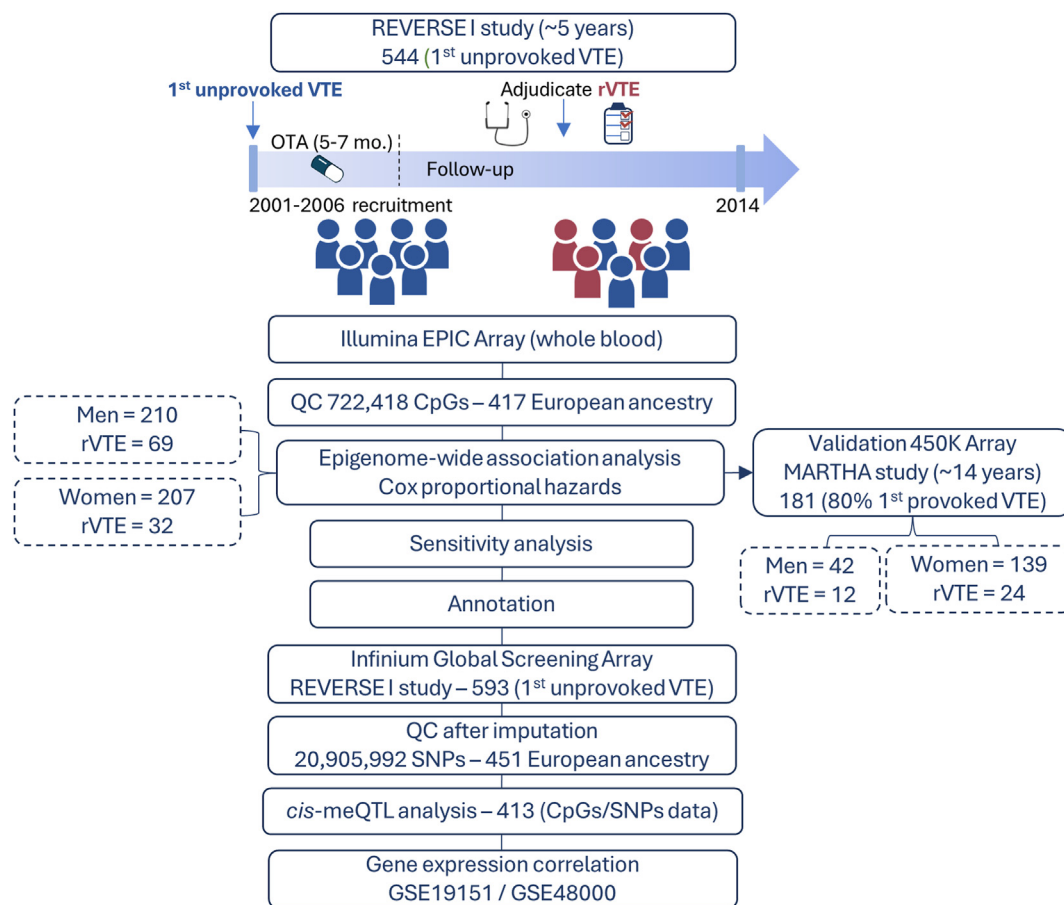 REVERSE I study (~5 years)
544 (1st unprovoked VTE)
1st unprovoked VTE
Adjudicate rVTE
OTA (5-7 mo.)
Follow-up
2001-2006 recruitment
2014
Illumina EPIC Array (whole blood)
QC 722,418 CpGs – 417 European ancestry
Men = 210
rVTE = 69
Women = 207
rVTE = 32
Epigenome-wide association analysis
Cox proportional hazards
Validation 450K Array
MARTHA study (~14 years)
181 (80% 1st provoked VTE)
Men = 42
rVTE = 12
Women = 139
rVTE = 24
Sensitivity analysis
Annotation
Infinium Global Screening Array
REVERSE I study – 593 (1st unprovoked VTE)
QC after imputation
20,905,992 SNPs – 451 European ancestry
cis-meQTL analysis – 413 (CpGs/SNPs data)
Gene expression correlation
GSE19151 / GSE48000